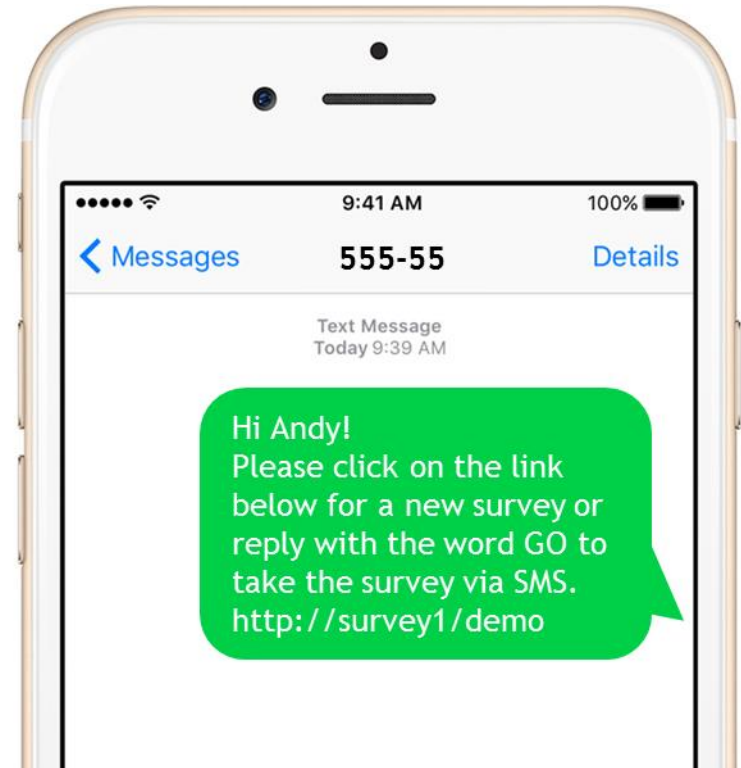 9:41 AM 100%
Messages 555-55 Details
Text Message
Today 9:39 AM
Hi Andy!
Please click on the link
below for a new survey or
reply with the word GO to
take the survey via SMS.
http://survey1/demo